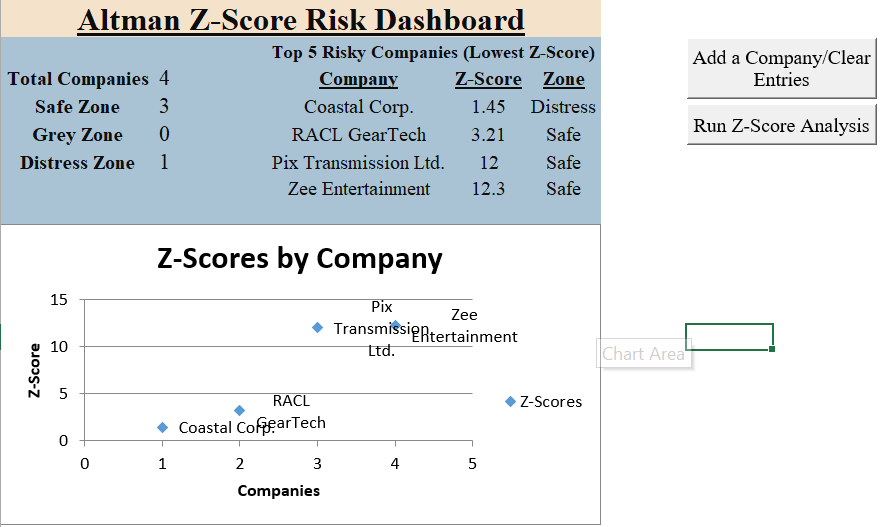 Altman Z-Score Risk Dashboard
Top 5 Risky Companies (Lowest Z-Score)
Total Companies 4
Company Z-Score Zone
Safe Zone 3
Coastal Corp. 1.45 Distress
Grey Zone 0
RACL GearTech 3.21 Safe
Distress Zone 1
Pix Transmission Ltd. 12 Safe
Zee Entertainment 12.3 Safe
Add a Company/Clear
Entries
Run Z-Score Analysis
Z-Scores by Company
15
10
5
0
Z-Score
Pix
Transmission
Ltd.
Zee
Entertainment
RACL
GearTech
Coastal Corp.
Z-Scores
0 1 2 3 4 5
Companies
Chart Area